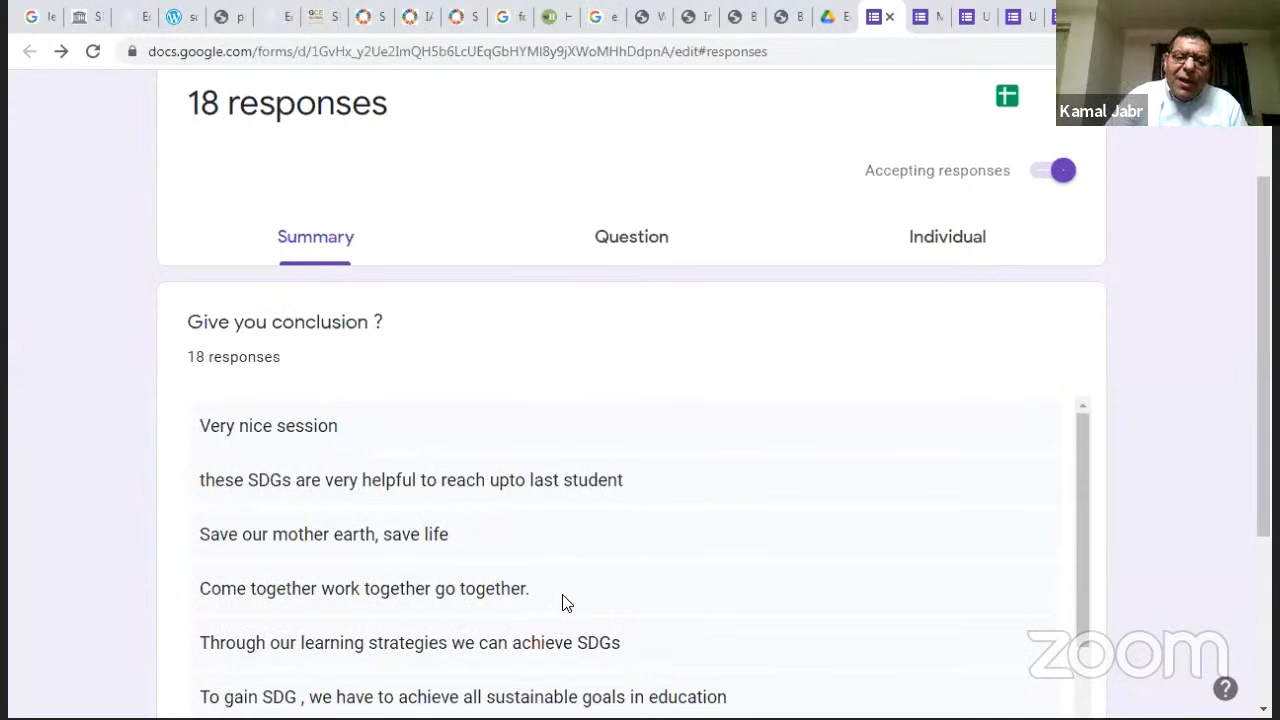 docs.google.com/forms/d/1GvHx_y2Ue2ImQH5b6LcUEqGbHYMl8y9jXWoMHhDdpnA/edit#responses
Kamal Jabr
18 responses
Accepting responses
Summary
Question
Individual
Give you conclusion ?
18 responses
Very nice session
these SDGs are very helpful to reach upto last student
Save our mother earth, save life
Come together work together go together.
Through our learning strategies we can achieve SDGs
To gain SDG , we have to achieve all sustainable goals in education
zoom